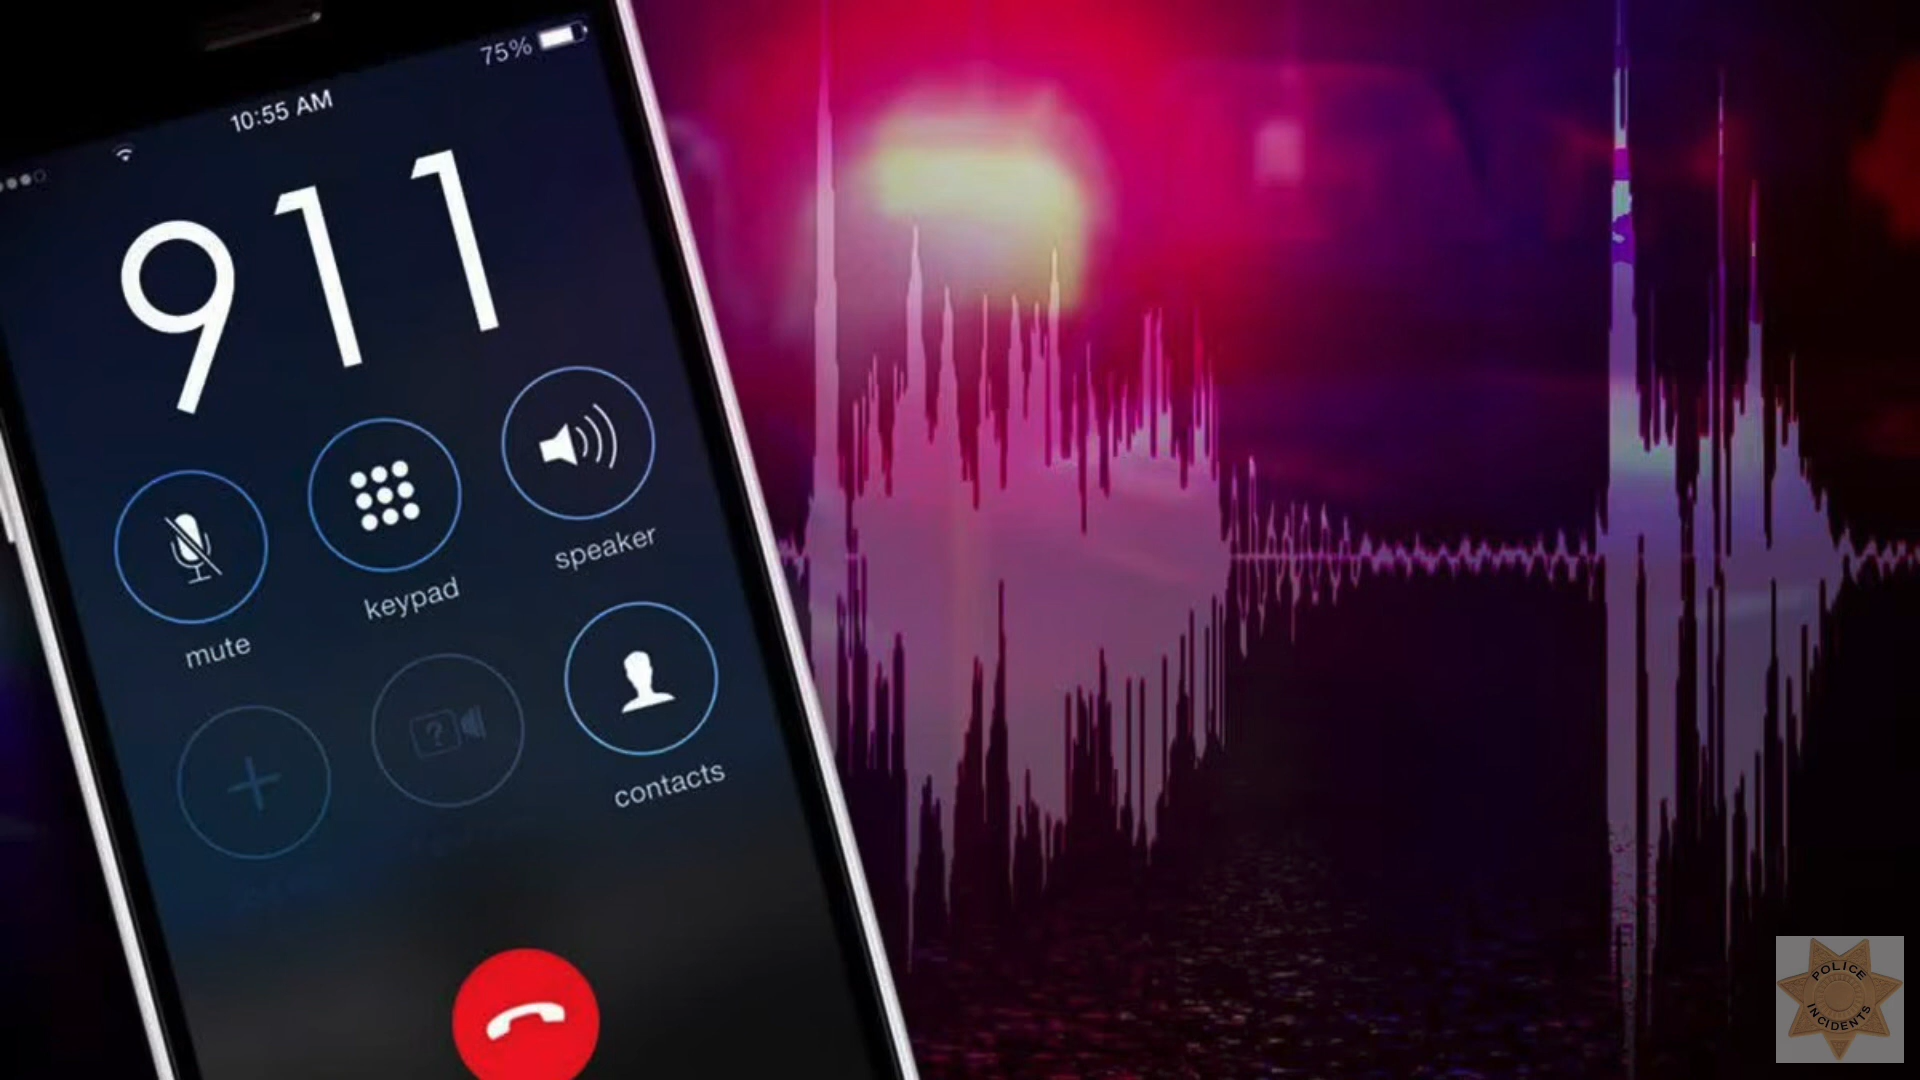 75%
10:55 AM
911
mute
keypad
speaker
?
contacts
POLICE
INCIDENTS